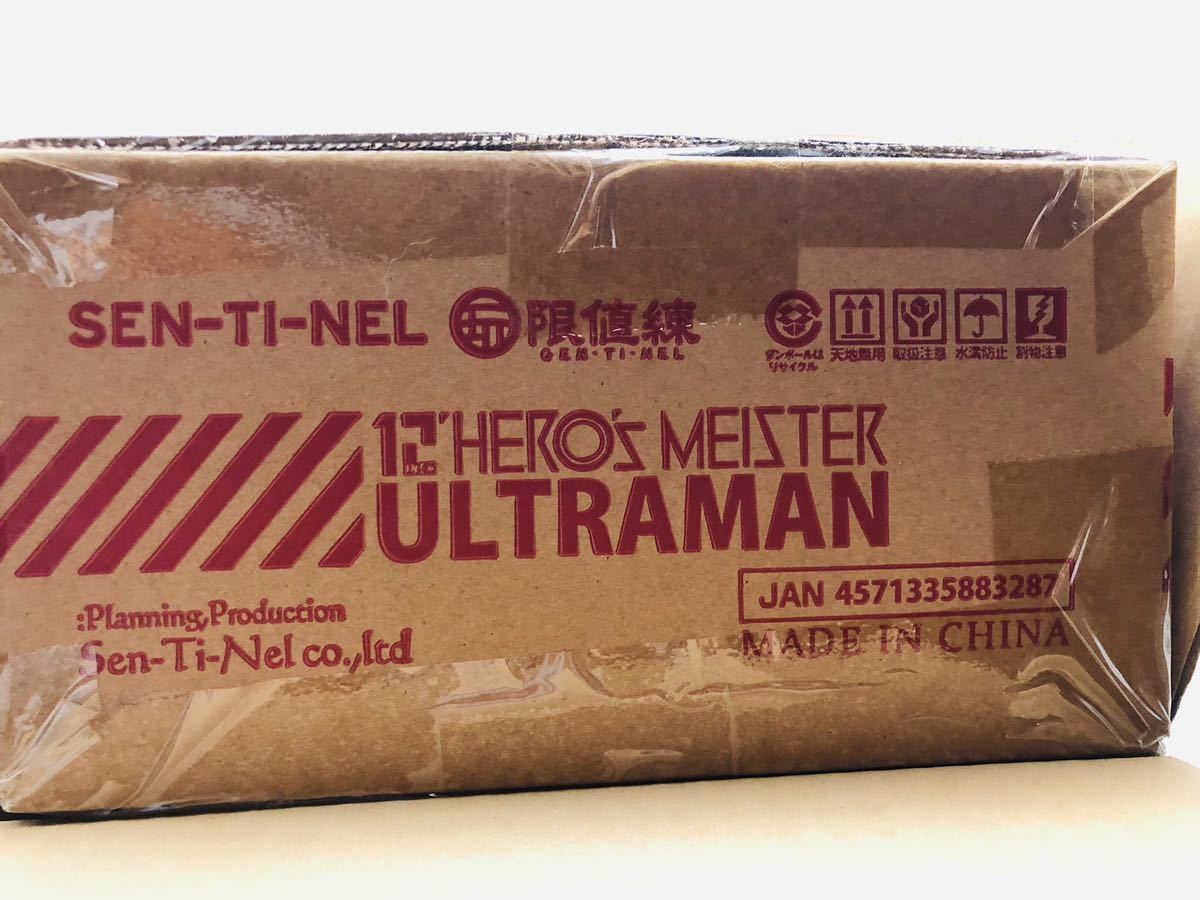 SEN-TI-NEL 限値練
GEN-TI-NEL
ダンボールは
リサイクル
天地無用 取扱注意 水濡防止 割物注意
12" HERO's MEISTER
ULTRAMAN
:Planning,Production
Sen-Ti-Nel co.,ltd
JAN 4571335883287
MADE IN CHINA